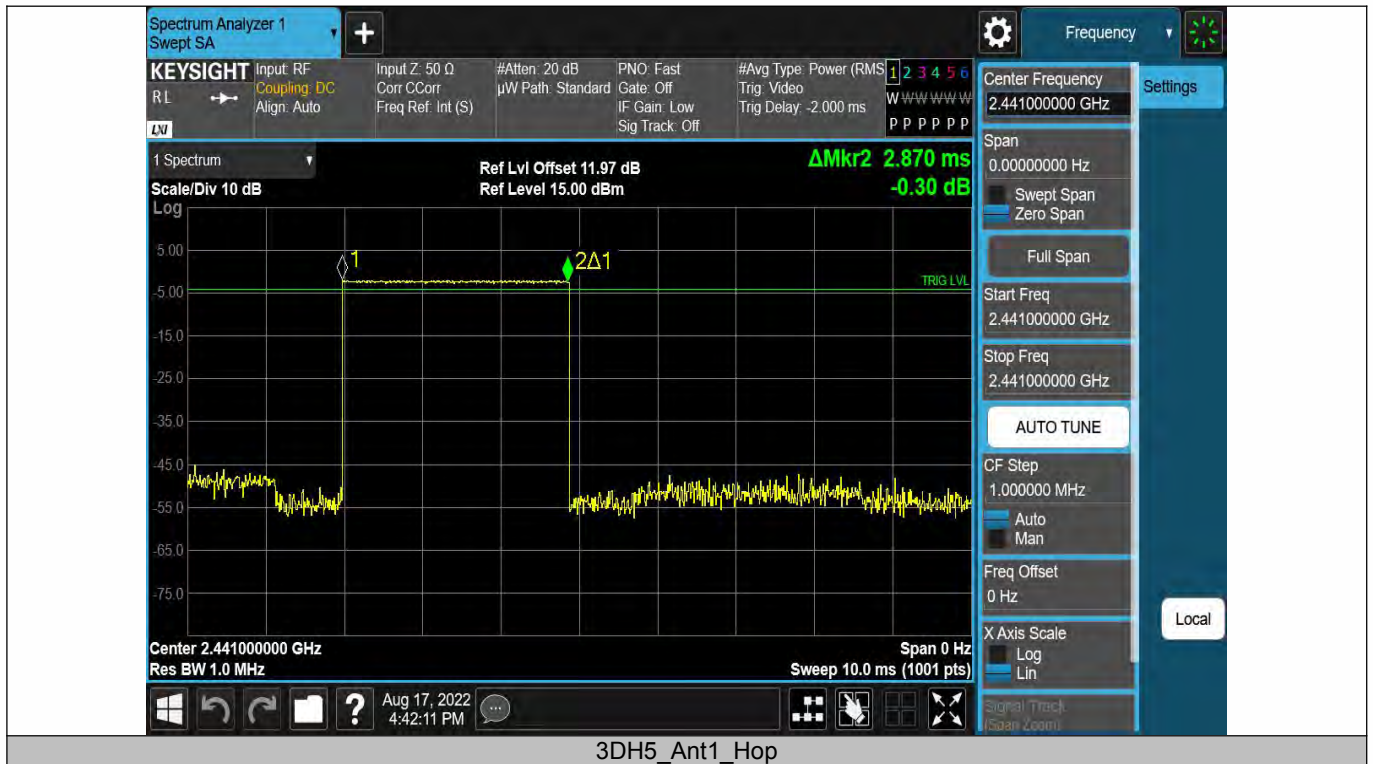 Spectrum Analyzer 1
Swept SA
+
Frequency
KEYSIGHT
R L
LXI
Input: RF
Coupling: DC
Align: Auto
Input Z: 50 Ω
Corr CCorr
Freq Ref: Int (S)
#Atten: 20 dB
µW Path: Standard
PNO: Fast
Gate: Off
IF Gain: Low
Sig Track: Off
#Avg Type: Power (RMS
Trig: Video
Trig Delay: -2.000 ms
1 2 3 4 5 6
W W W W W W
P P P P P P
1 Spectrum
Scale/Div 10 dB
Log
Ref Lvl Offset 11.97 dB
Ref Level 15.00 dBm
ΔMkr2 2.870 ms
-0.30 dB
5.00
-5.00
-15.0
-25.0
-35.0
-45.0
-55.0
-65.0
-75.0
1
2Δ1
TRIG LVL
Center 2.441000000 GHz
Res BW 1.0 MHz
Span 0 Hz
Sweep 10.0 ms (1001 pts)
Center Frequency
2.441000000 GHz
Settings
Span
0.00000000 Hz
Swept Span
Zero Span
Full Span
Start Freq
2.441000000 GHz
Stop Freq
2.441000000 GHz
AUTO TUNE
CF Step
1.000000 MHz
Auto
Man
Freq Offset
0 Hz
X Axis Scale
Log
Lin
Signal Track
(Span Zoom)
Local
?
Aug 17, 2022
4:42:11 PM
3DH5_Ant1_Hop